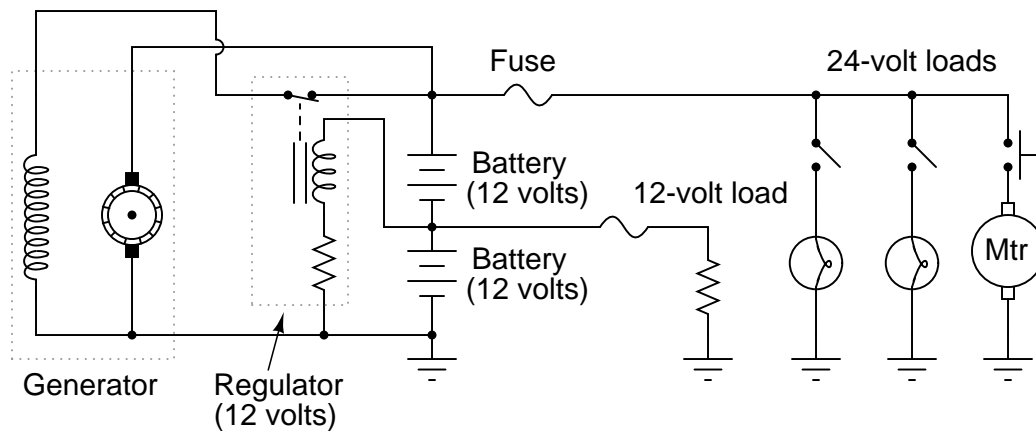 Fuse
24-volt loads
Battery
(12 volts)
12-volt load
Battery
(12 volts)
Mtr
Generator
Regulator
(12 volts)